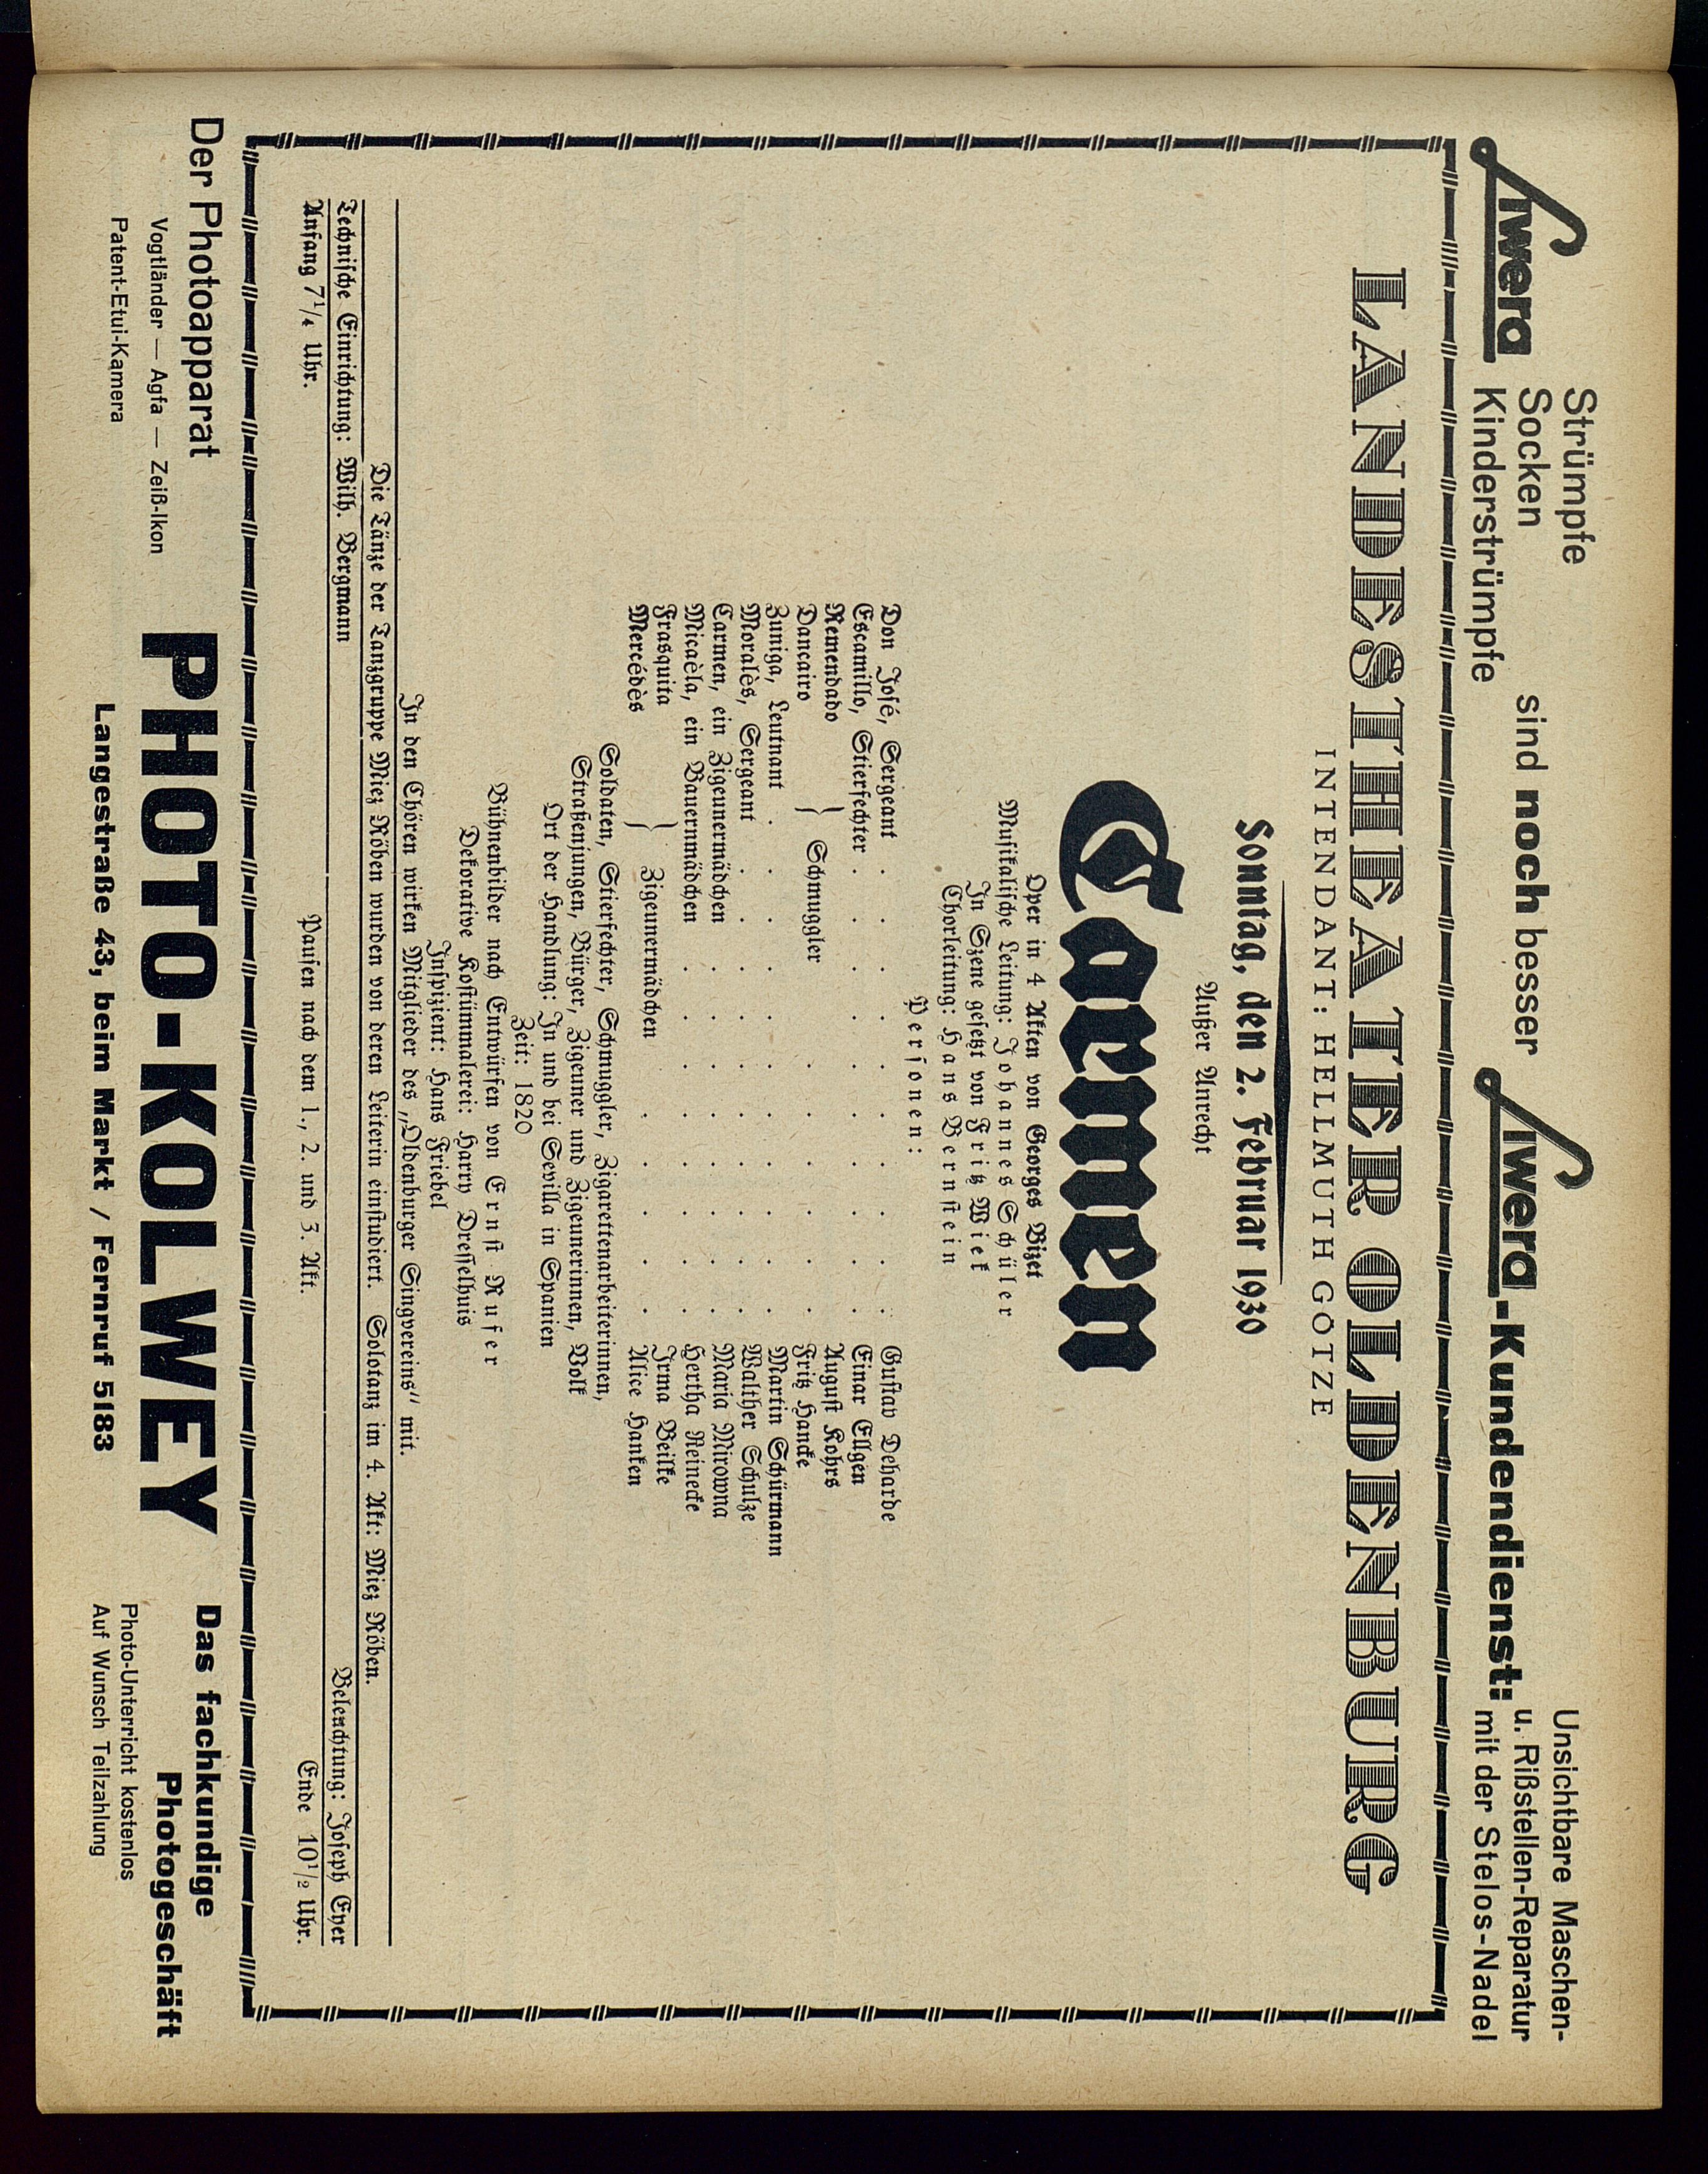 Siwera
Strümpfe
Socken
Kinderstrümpfe
sind noch besser
Siwera-Kundendienst:
Unsichtbare Maschen-
u. Rißstellen-Reparatur
mit der Stelos-Nadel
LANDESTHEATER OLDENBURG
INTENDANT: HELLMUTH GÖTZE
Sonntag, den 2. Februar 1930
Außer Anrecht
Carmen
Oper in 4 Akten von Georges Bizet
Musikalische Leitung: Johannes Schüler
In Szene gesetzt von Fritz Wiek
Chorleitung: Hans Bernstein
Personen:
Don José, Sergeant . . . . . . Gustav Deharde
Escamillo, Stierfechter . . . . . . Einar Ellgen
Remendado } Schmuggler . . . . August Kohrs
Dancairo } Fritz Hancke
Zuniga, Leutnant . . . . . . . Martin Schürmann
Moralès, Sergeant . . . . . . Walther Schulze
Carmen, ein Zigeunermädchen . . . . . Maria Mirowna
Micaëla, ein Bauernmädchen . . . . . Hertha Reinecke
Frasquita } Zigeunermädchen . . . . . Irma Beilke
Mercédès } Alice Hanken
Soldaten, Stierfechter, Schmuggler, Zigarettenarbeiterinnen,
Straßenjungen, Bürger, Zigeuner und Zigeunerinnen, Volk
Ort der Handlung: In und bei Sevilla in Spanien
Zeit: 1820
Bühnenbilder nach Entwürfen von Ernst Rufer
Dekorative Kostümmalerei: Harry Dresselhuis
Inspizient: Hans Friebel
In den Chören wirken Mitglieder des „Oldenburger Singvereins“ mit.
Die Tänze der Tanzgruppe Miez Röben wurden von deren Leiterin einstudiert. Solotanz im 4. Akt: Miez Röben.
Technische Einrichtung: Wilh. Bergmann
Beleuchtung: Joseph Eyer
Anfang 7¹/₄ Uhr.
Pausen nach dem 1., 2. und 3. Akt.
Ende 10¹/₂ Uhr.
Der Photoapparat
Vogtländer — Agfa — Zeiß-Ikon
Patent-Etui-Kamera
PHOTO-KOLWEY
Langestraße 43, beim Markt / Fernruf 5183
Das fachkundige
Photogeschäft
Photo-Unterricht kostenlos
Auf Wunsch Teilzahlung